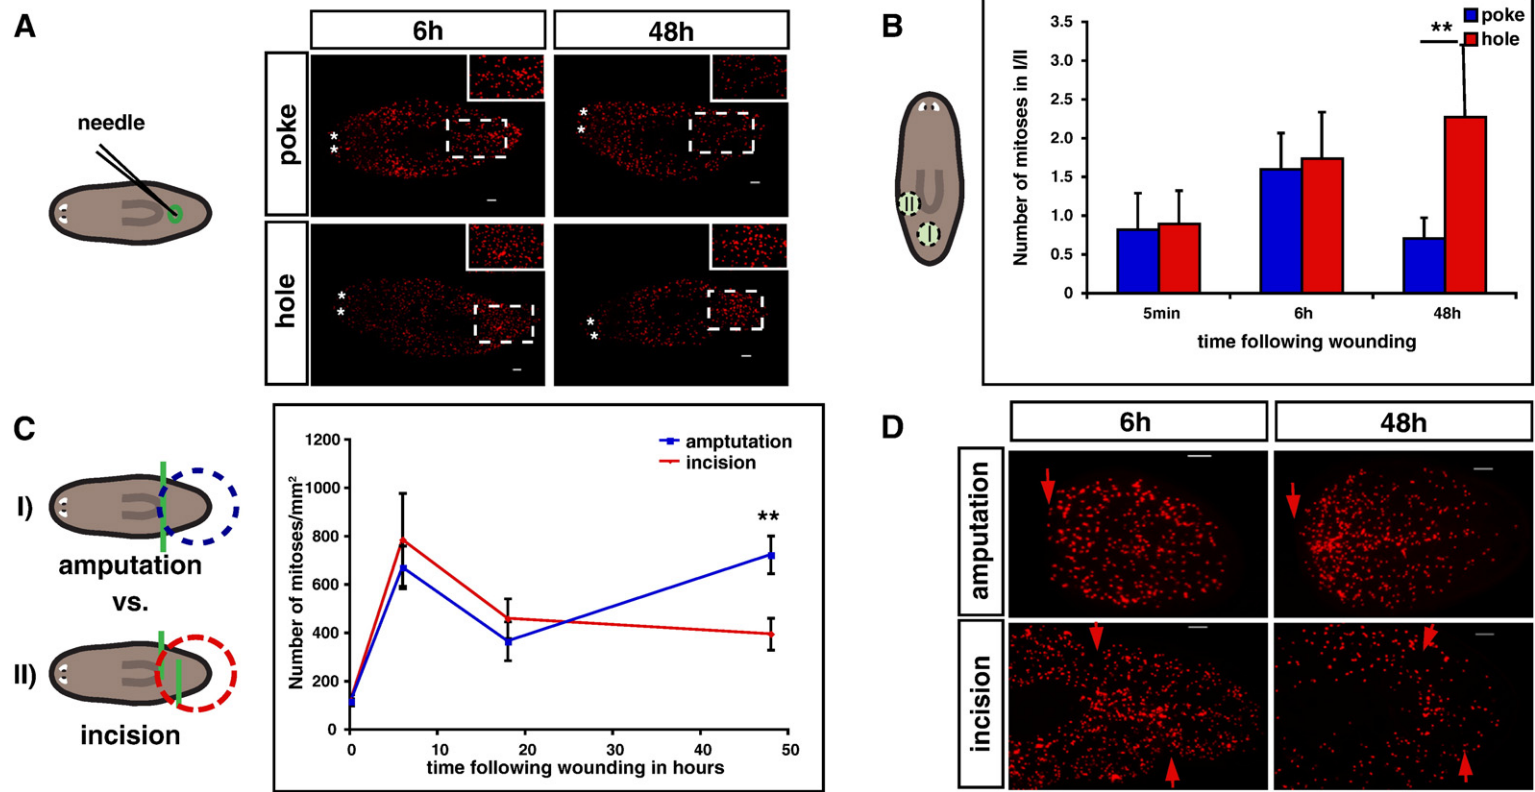 A
6h
48h
needle
poke
*
*
*
*
hole
*
*
*
*
B
II
I
Number of mitoses in I/II
3.5
3.0
2.5
2.0
1.5
1.0
0.5
0
5min
6h
48h
time following wounding
poke
hole
**
C
I)
amputation
vs.
II)
incision
Number of mitoses/mm²
1200
1000
800
600
400
200
0
0 10 20 30 40 50
time following wounding in hours
amptutation
incision
**
D
6h
48h
amputation
incision